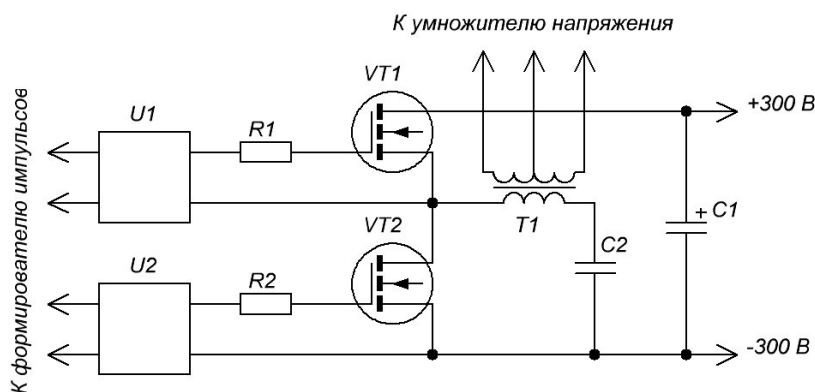 К умножителю напряжения
VT1
+300 В
U1
R1
К формирователю импульсов
T1
+
C1
VT2
C2
U2
R2
-300 В